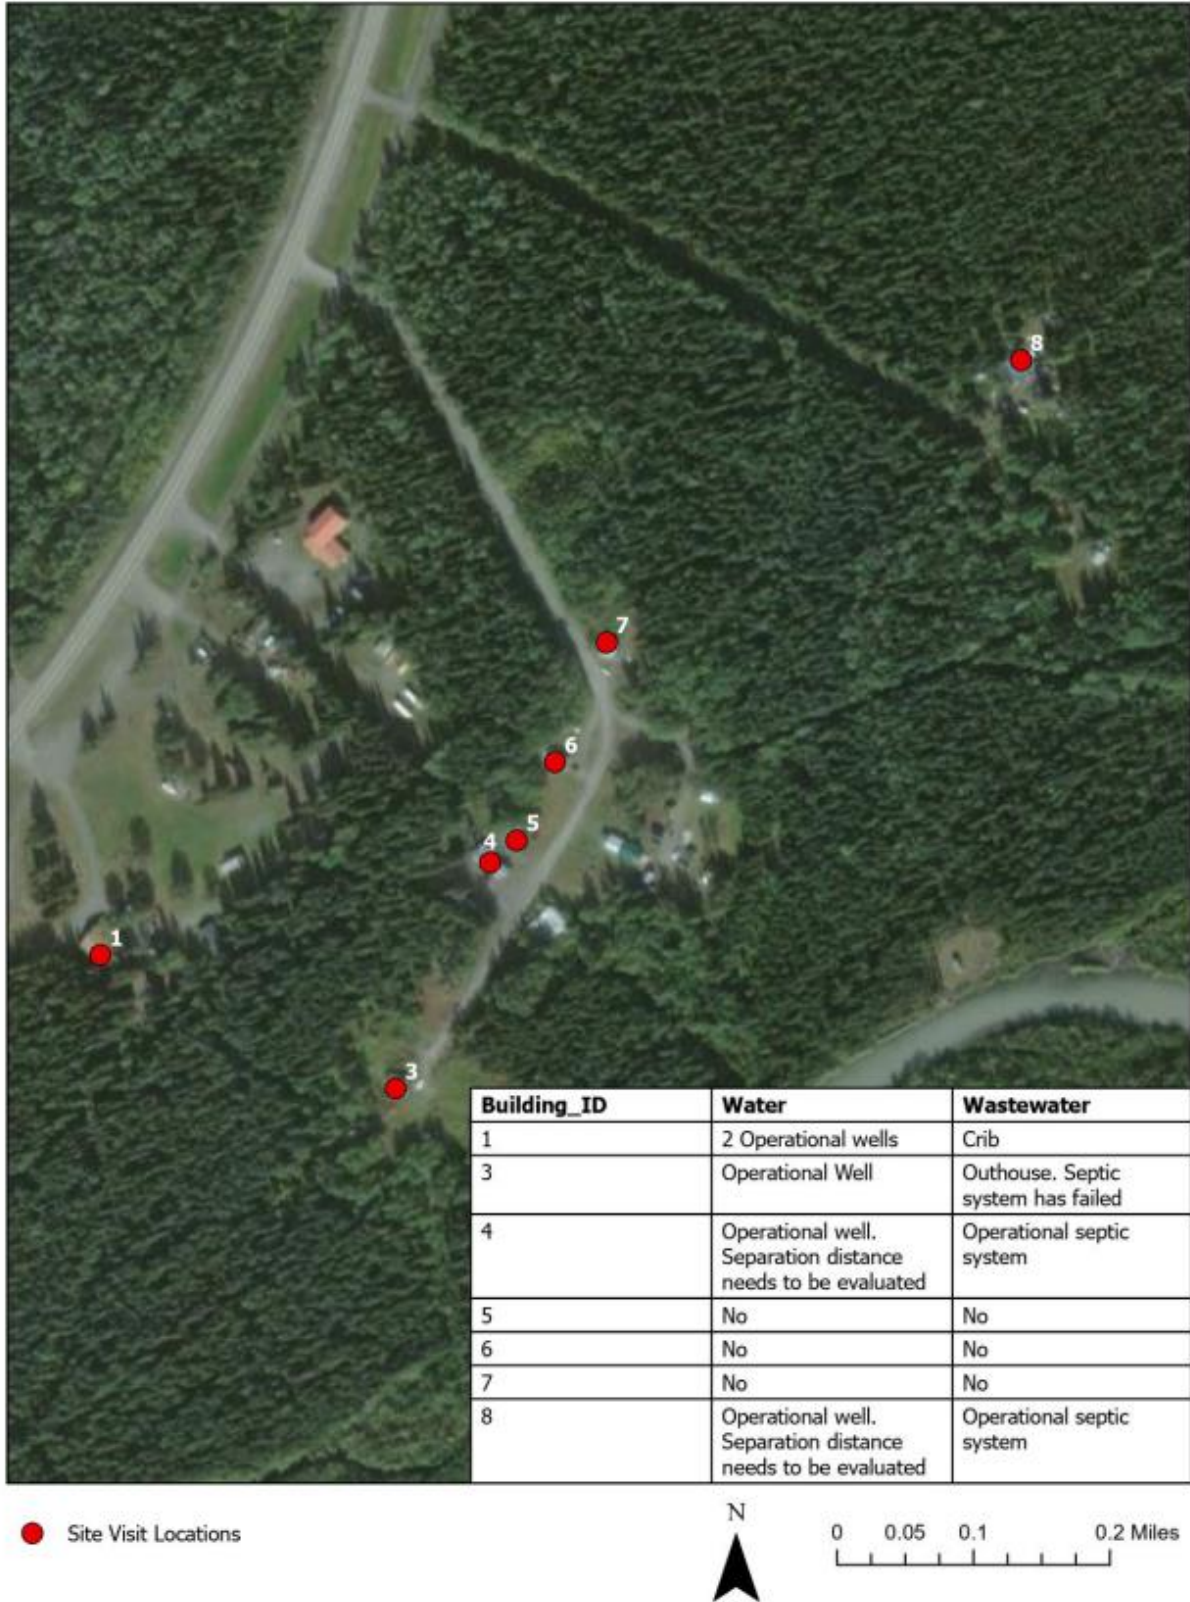 8
7
6
5
4
1
3
Building_ID Water Wastewater
1 2 Operational wells Crib
3 Operational Well Outhouse. Septic
system has failed
4 Operational well. Operational septic
Separation distance system
needs to be evaluated
5 No No
6 No No
7 No No
8 Operational well. Operational septic
Separation distance system
needs to be evaluated
Site Visit Locations
N
0 0.05 0.1 0.2 Miles